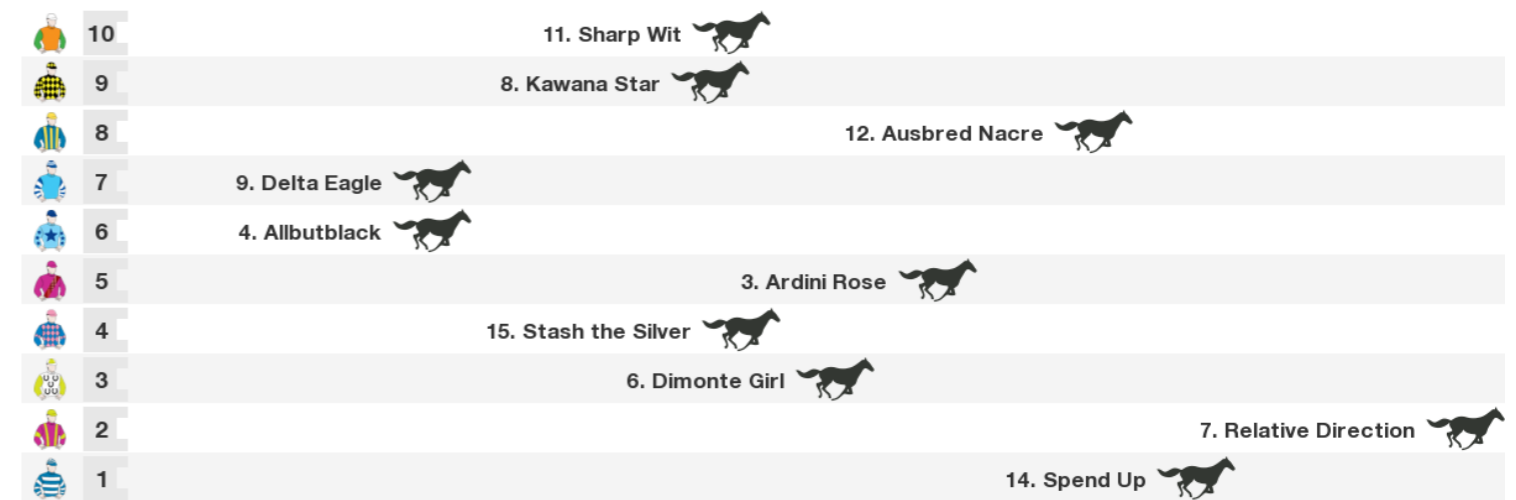 10 11. Sharp Wit
9 8. Kawana Star
8 12. Ausbred Nacre
7 9. Delta Eagle
6 4. Allbutblack
5 3. Ardini Rose
4 15. Stash the Silver
3 6. Dimonte Girl
2 7. Relative Direction
1 14. Spend Up